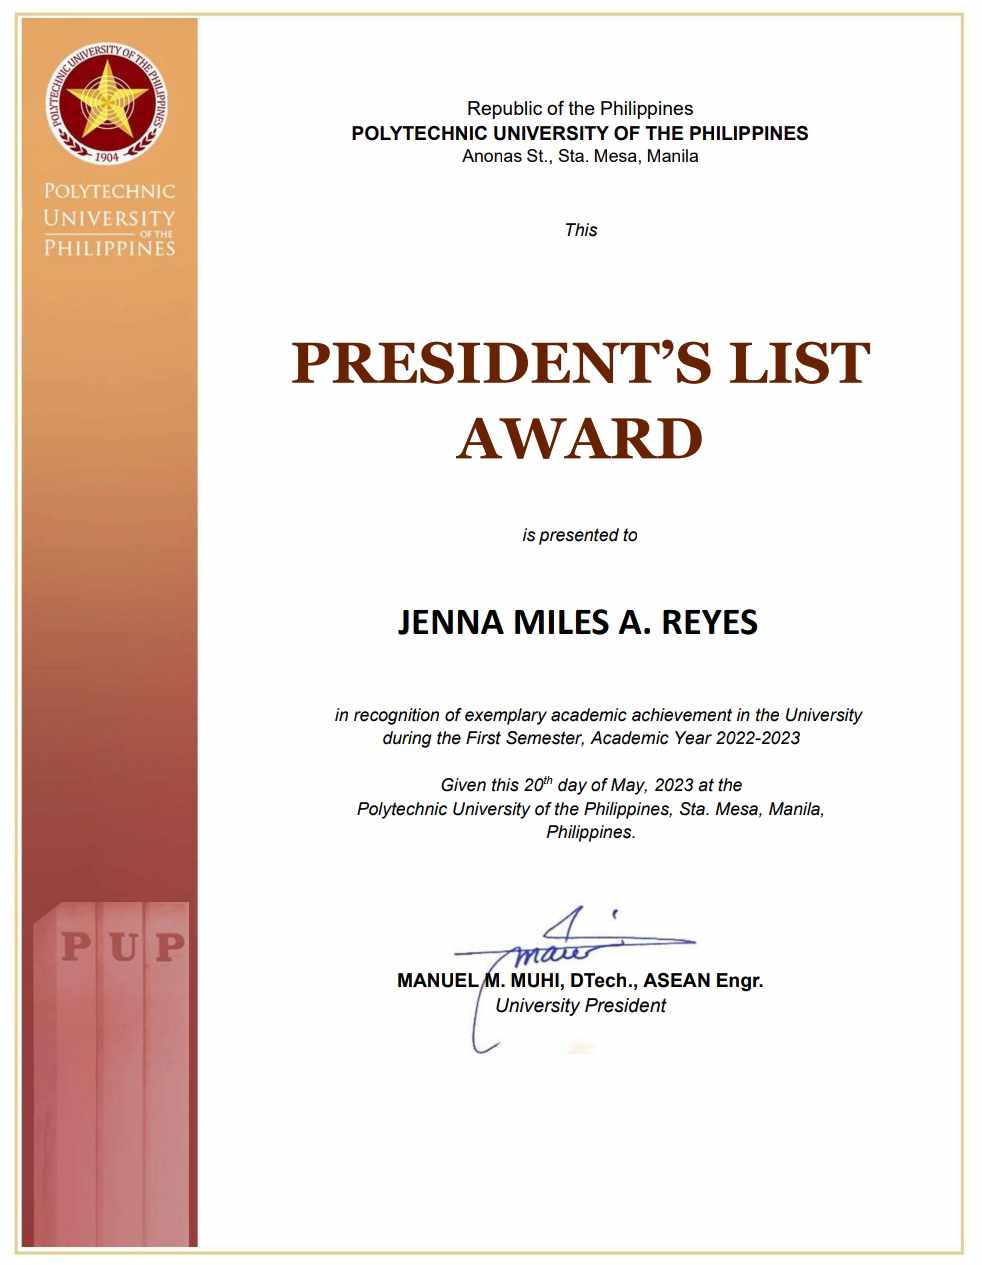 POLYTECHNIC UNIVERSITY OF THE PHILIPPINES
1904
POLYTECHNIC
UNIVERSITY
OF THE
PHILIPPINES
Republic of the Philippines
POLYTECHNIC UNIVERSITY OF THE PHILIPPINES
Anonas St., Sta. Mesa, Manila
This
PRESIDENT’S LIST
AWARD
is presented to
JENNA MILES A. REYES
in recognition of exemplary academic achievement in the University
during the First Semester, Academic Year 2022-2023
Given this 20th day of May, 2023 at the
Polytechnic University of the Philippines, Sta. Mesa, Manila,
Philippines.
MANUEL M. MUHI, DTech., ASEAN Engr.
University President
P U P